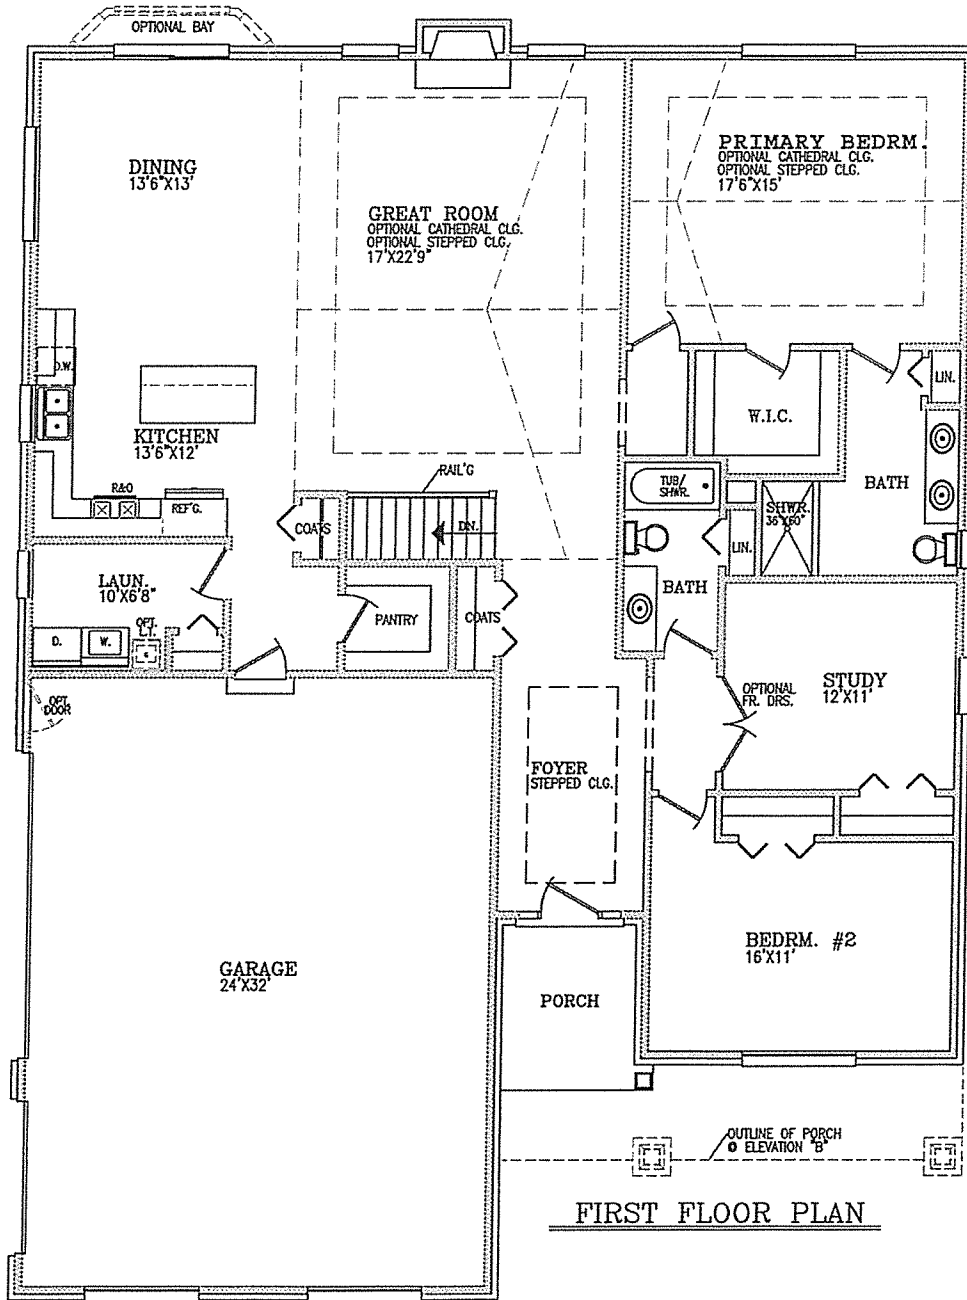 OPTIONAL BAY
DINING
13'6"X13'
GREAT ROOM
OPTIONAL CATHEDRAL CLG.
OPTIONAL STEPPED CLG.
17'X22'9"
PRIMARY BEDRM.
OPTIONAL CATHEDRAL CLG.
OPTIONAL STEPPED CLG.
17'6"X15'
D.W.
KITCHEN
13'6"X12'
R&O
REF'G.
RAIL'G
COATS
DN.
W.I.C.
LIN.
TUB/
SHWR.
SHWR.
36"X60"
BATH
LIN.
BATH
LAUN.
10'X6'8"
D.
W.
OPT.
L.T.
PANTRY
COATS
OPT.
DOOR
STUDY
12'X11'
OPTIONAL
FR. DRS.
FOYER
STEPPED CLG.
GARAGE
24'X32'
BEDRM. #2
16'X11'
PORCH
OUTLINE OF PORCH
@ ELEVATION "B"
FIRST FLOOR PLAN